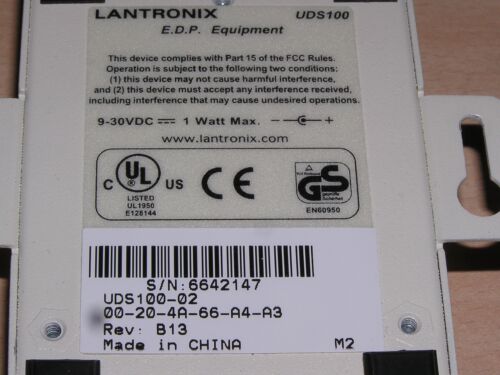 LANTRONIX UDS100
E.D.P. Equipment
This device complies with Part 15 of the FCC Rules.
Operation is subject to the following two conditions:
(1) this device may not cause harmful interference,
and (2) this device must accept any interference received,
including interference that may cause undesired operations.
9-30VDC 1 Watt Max. - +
www.lantronix.com
C UL US
LISTED
UL1950
E128144
CE
GS
geprüfte
Sicherheit
EN60950
S/N:6642147
UDS100-02
00-20-4A-66-A4-A3
Rev: B13
Made in CHINA M2